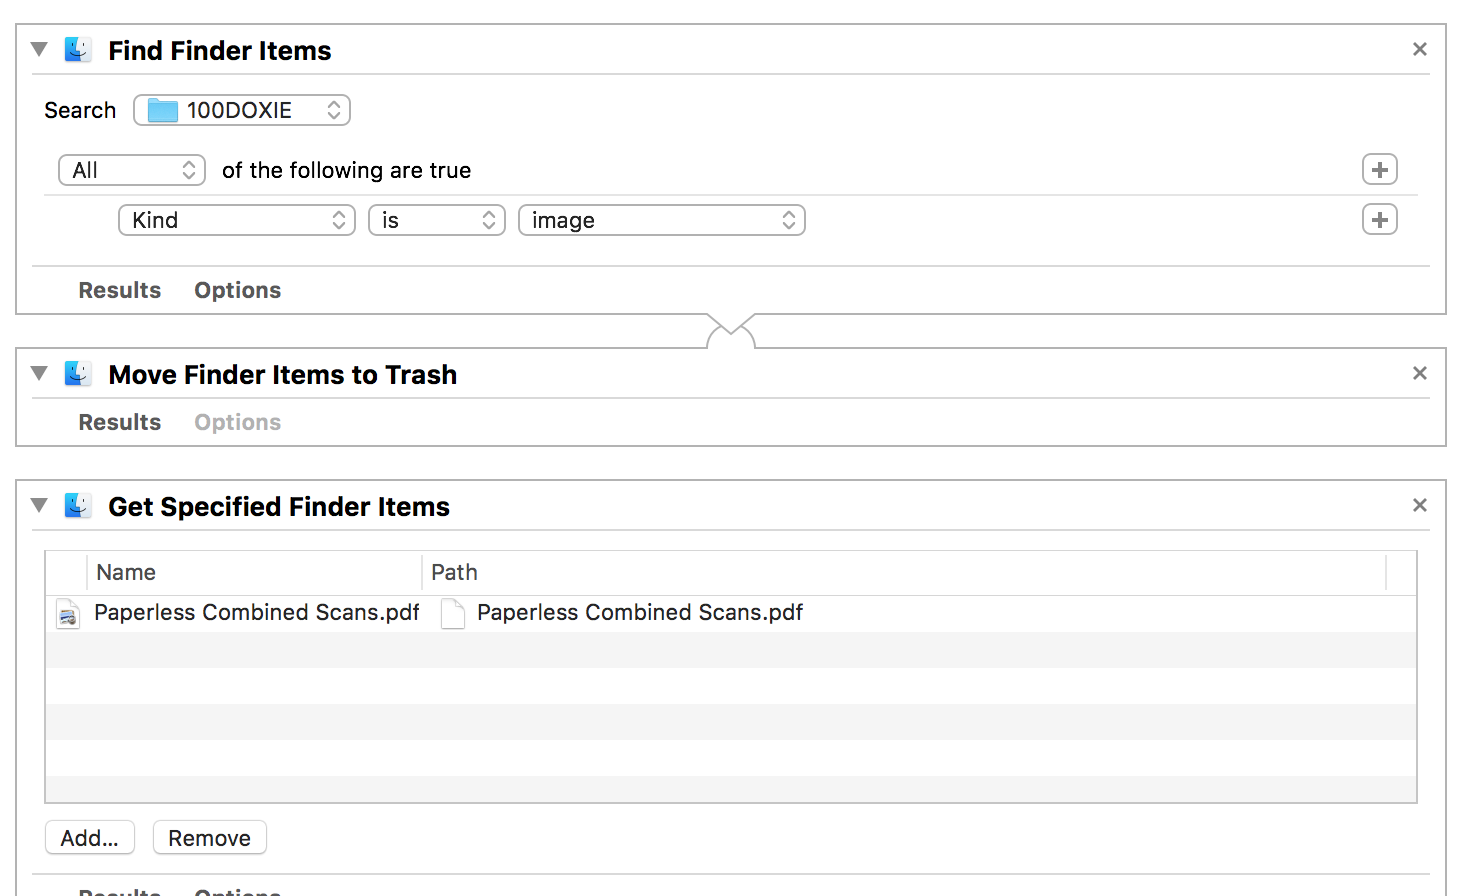 Find Finder Items
Search 100DOXIE
All of the following are true
Kind is image
Results Options
Move Finder Items to Trash
Results Options
Get Specified Finder Items
Name Path
Paperless Combined Scans.pdf Paperless Combined Scans.pdf
Add... Remove
Results Options